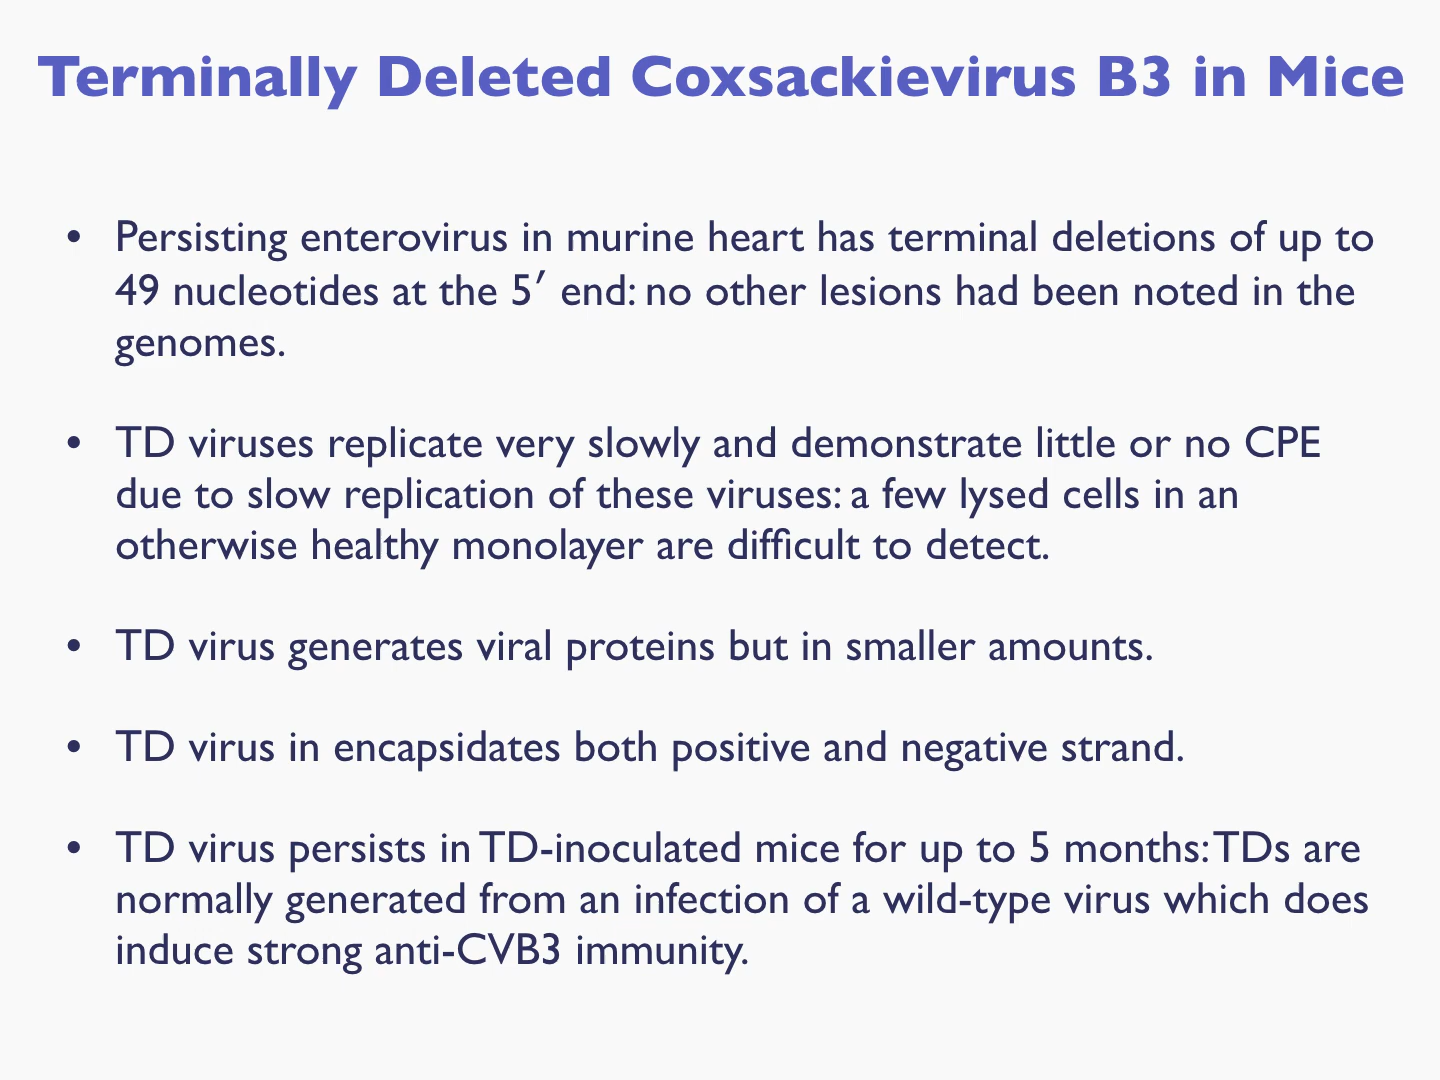 Terminally Deleted Coxsackievirus B3 in Mice
• Persisting enterovirus in murine heart has terminal deletions of up to
49 nucleotides at the 5′ end: no other lesions had been noted in the
genomes.
• TD viruses replicate very slowly and demonstrate little or no CPE
due to slow replication of these viruses: a few lysed cells in an
otherwise healthy monolayer are difficult to detect.
• TD virus generates viral proteins but in smaller amounts.
• TD virus in encapsidates both positive and negative strand.
• TD virus persists in TD-inoculated mice for up to 5 months: TDs are
normally generated from an infection of a wild-type virus which does
induce strong anti-CVB3 immunity.